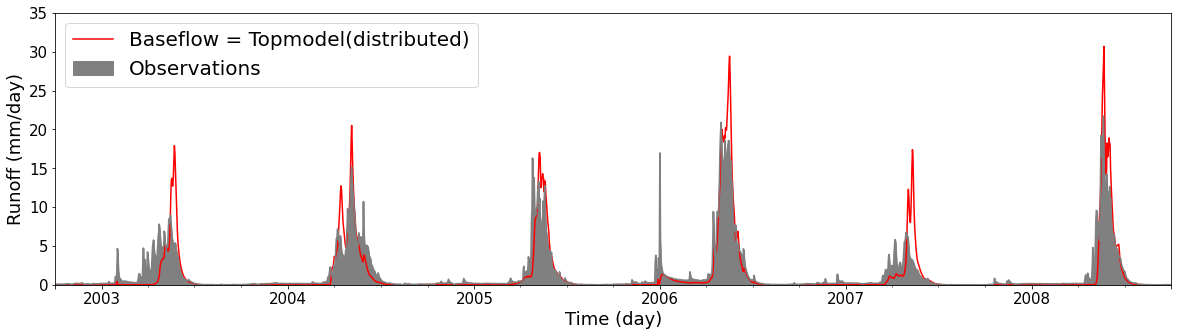 35
30
25
20
15
10
5
0
Runoff (mm/day)
Baseflow = Topmodel(distributed)
Observations
2003 2004 2005 2006 2007 2008
Time (day)